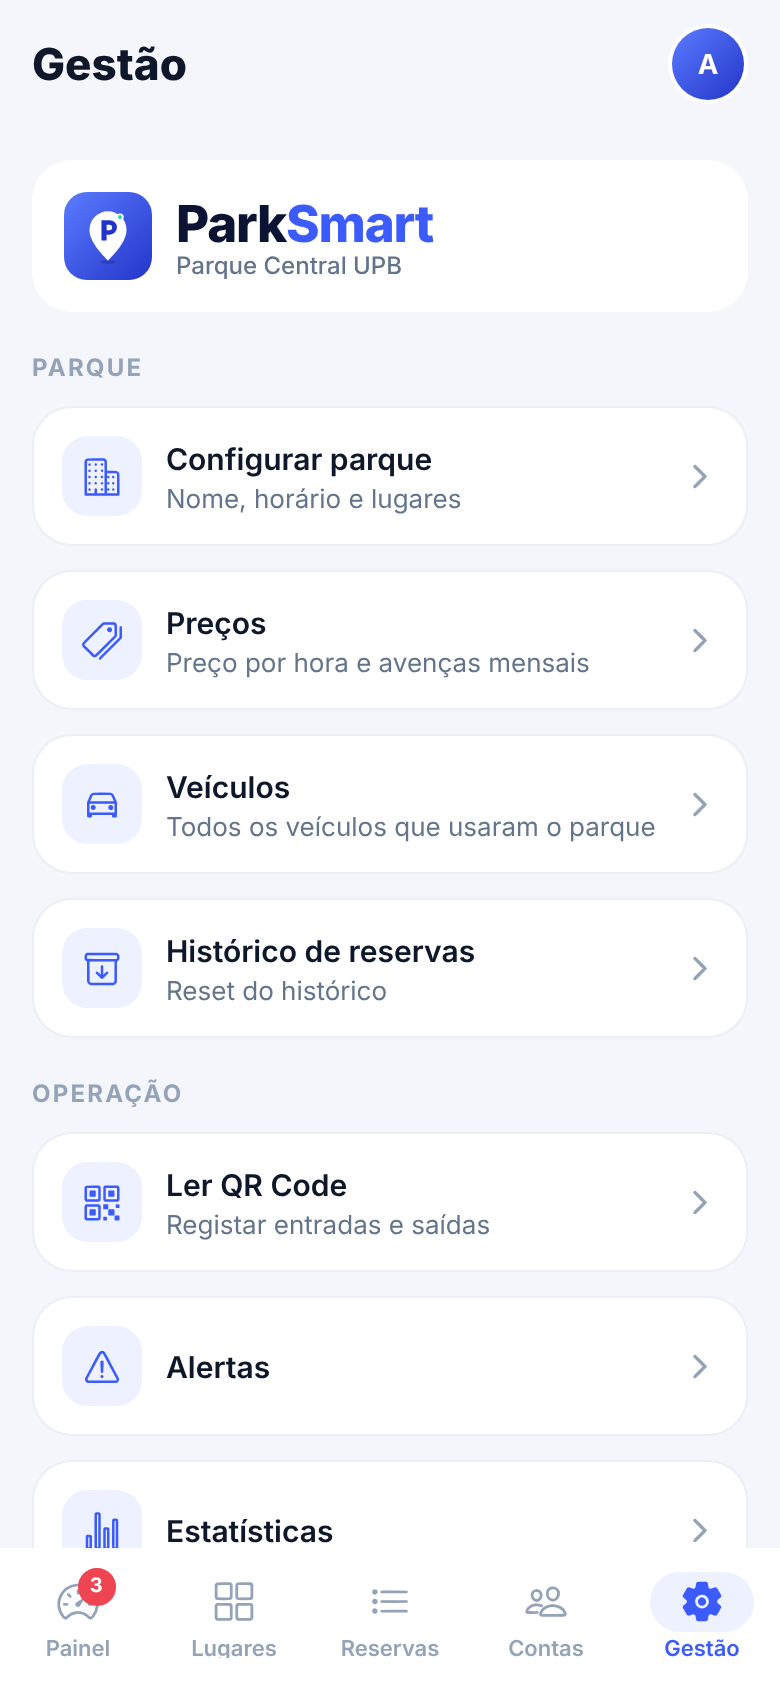 Gestão
A
P
ParkSmart
Parque Central UPB
PARQUE
Configurar parque
Nome, horário e lugares
Preços
Preço por hora e avenças mensais
Veículos
Todos os veículos que usaram o parque
Histórico de reservas
Reset do histórico
OPERAÇÃO
Ler QR Code
Registar entradas e saídas
Alertas
Estatísticas
3
Painel
Lugares
Reservas
Contas
Gestão